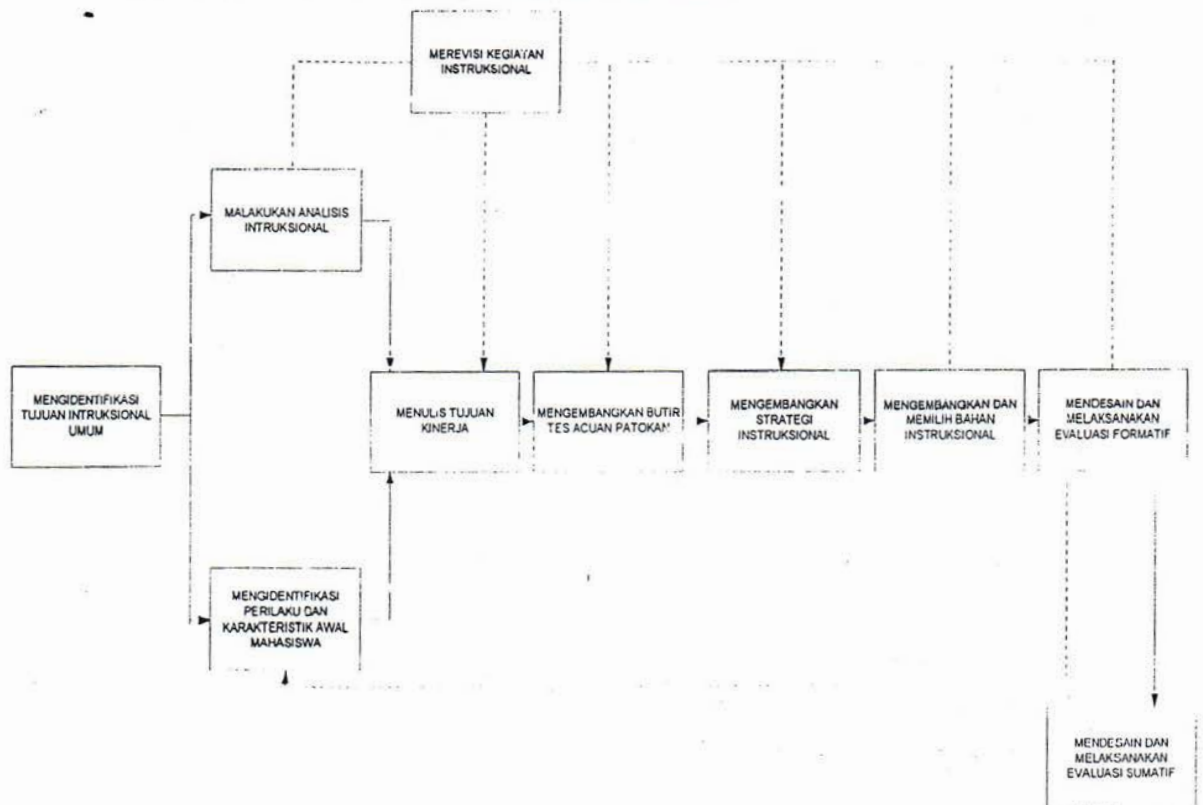 MEREVISI KEGIATAN
INSTRUKSIONAL
MALAKUKAN ANALISIS
INTRUKSIONAL
MENGIDENTIFIKASI
TUJUAN INTRUKSIONAL
UMUM
MENULIS TUJUAN
KINERJA
MENGEMBANGKAN BUTIR
TES ACUAN PATOKAN
MENGEMBANGKAN
STRATEGI
INSTRUKSIONAL
MENGEMBANGKAN DAN
MEMILIH BAHAN
INSTRUKSIONAL
MENDESAIN DAN
MELAKSANAKAN
EVALUASI FORMATIF
MENGIDENTIFIKASI
PERILAKU DAN
KARAKTERISTIK AWAL
MAHASISWA
MENDESAIN DAN
MELAKSANAKAN
EVALUASI SUMATIF